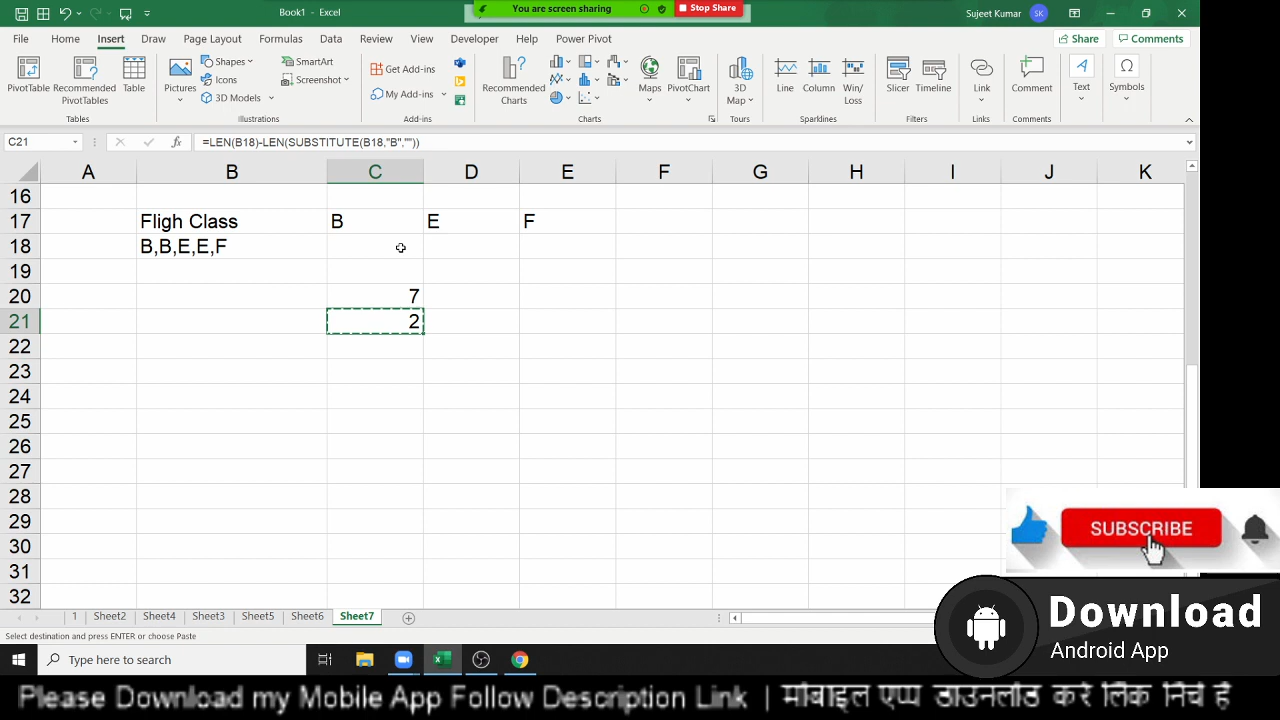 Book1 - Excel
You are screen sharing
Stop Share
Sujeet Kumar
SK
File Home Insert Draw Page Layout Formulas Data Review View Developer Help Power Pivot
Share
Comments
PivotTable
Recommended PivotTables
Table
Tables
Pictures
Shapes
Icons
3D Models
SmartArt
Screenshot
Illustrations
Get Add-ins
My Add-ins
Add-ins
Recommended Charts
Maps
PivotChart
Charts
3D Map
Tours
Line
Column
Win/ Loss
Sparklines
Slicer
Timeline
Filters
Link
Links
Comment
Comments
Text
Symbols
C21
fx
=LEN(B18)-LEN(SUBSTITUTE(B18,"B",""))
A B C D E F G H I J K
16
17 Fligh Class B E F
18 B,B,E,E,F
19
20 7
21 2
22
23
24
25
26
27
28
29
30
31
32
SUBSCRIBE
Download
Android App
1 Sheet2 Sheet4 Sheet3 Sheet5 Sheet6 Sheet7
Select destination and press ENTER or choose Paste
Type here to search
Please Download my Mobile App Follow Description Link | मोबाइल एप्प डाउनलोड करे लिंक निचे है